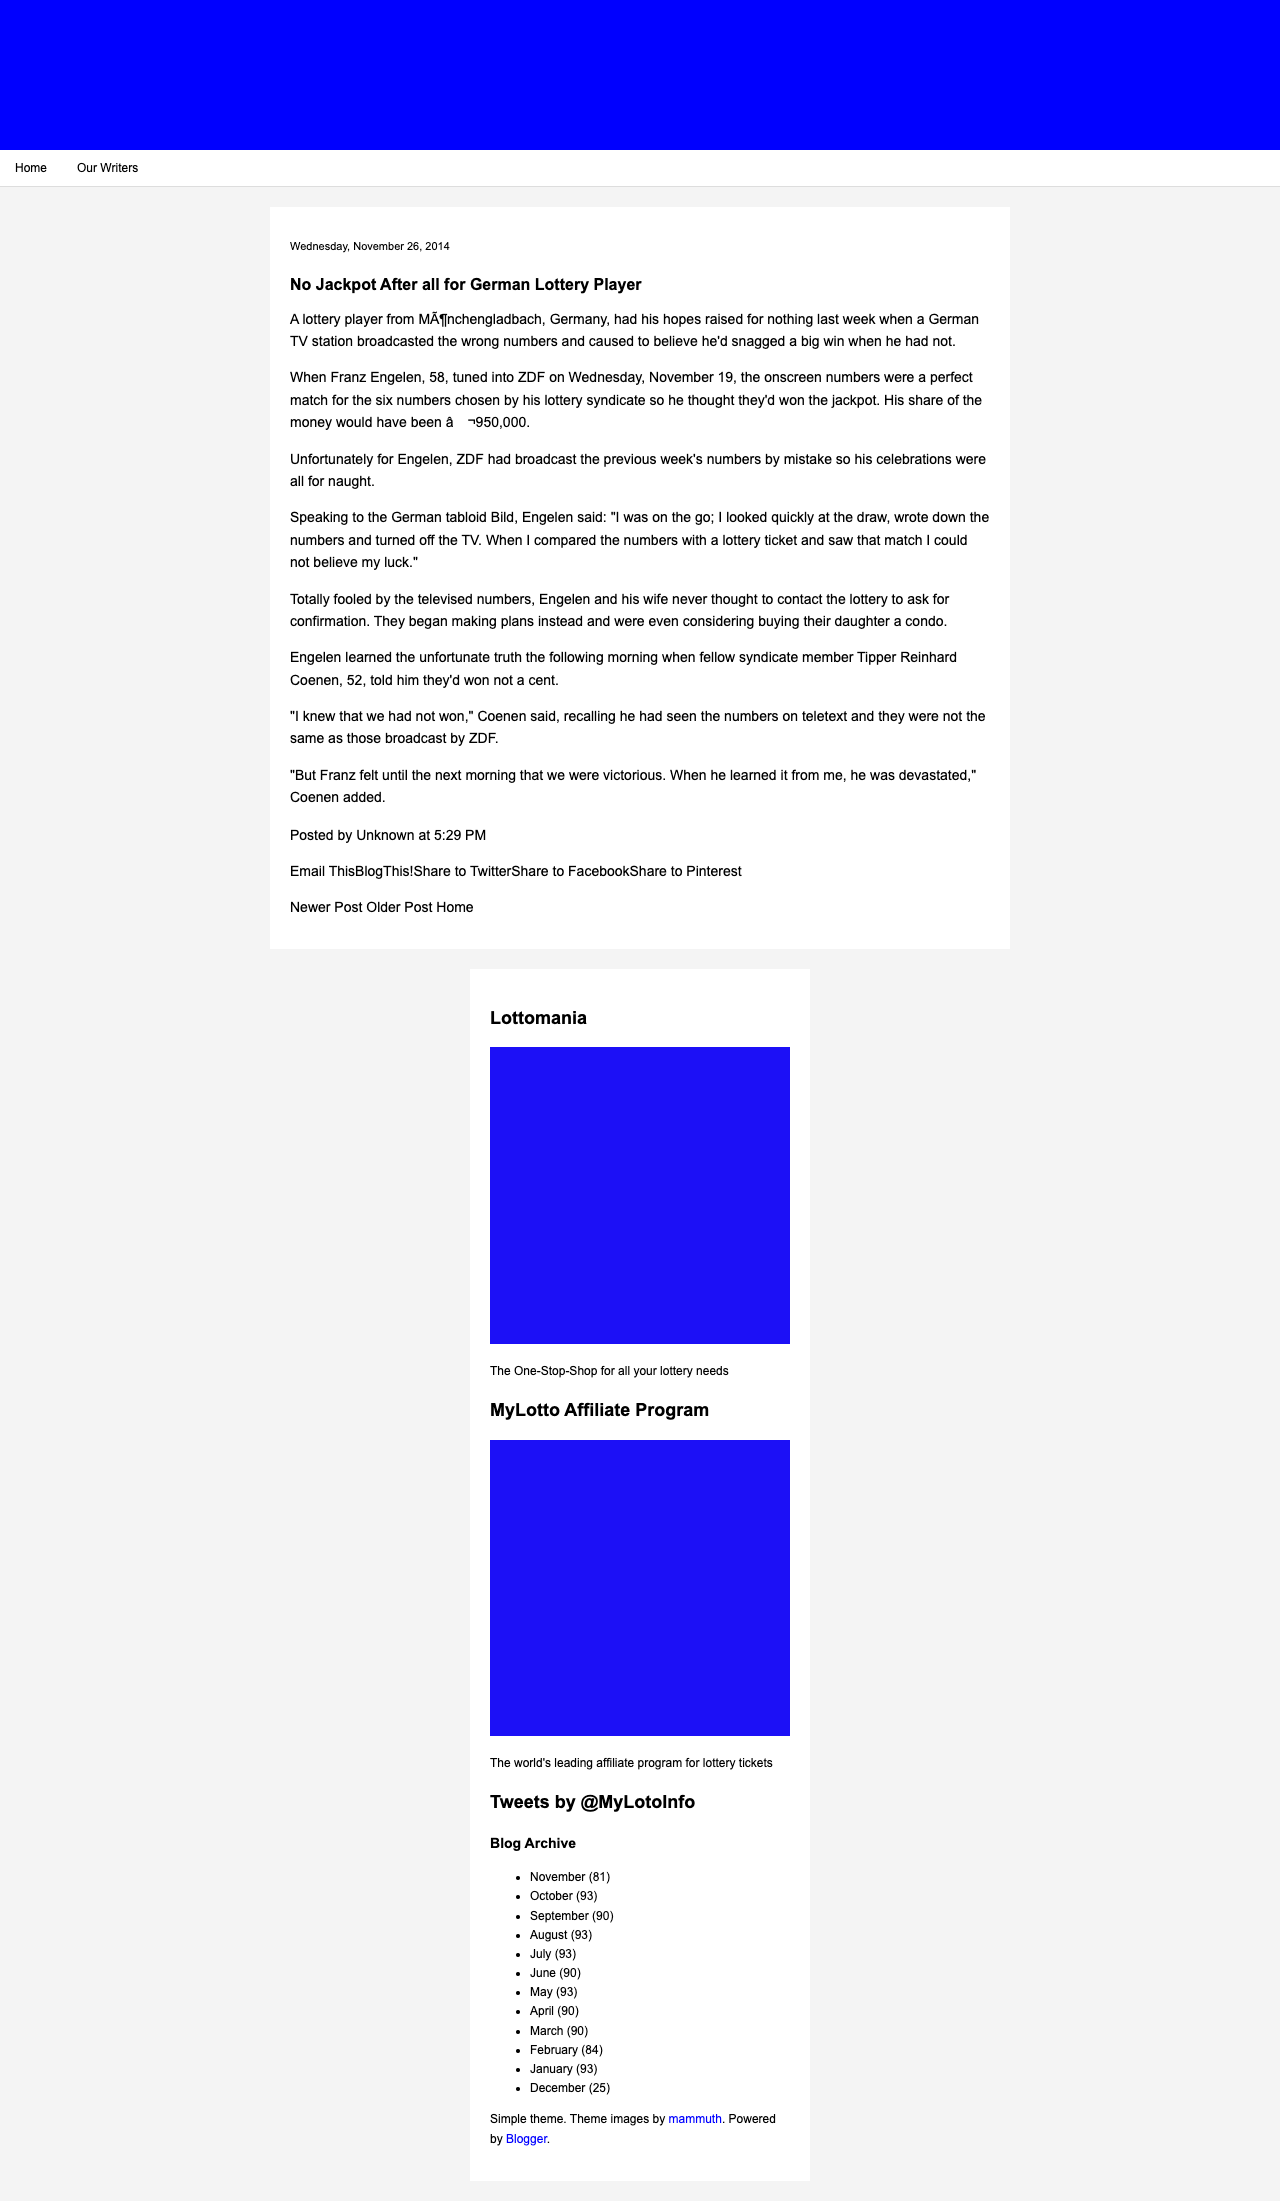 Home
Our Writers
Wednesday, November 26, 2014
No Jackpot After all for German Lottery Player
A lottery player from MÃ¶nchengladbach, Germany, had his hopes raised for nothing last week when a German
TV station broadcasted the wrong numbers and caused to believe he'd snagged a big win when he had not.
When Franz Engelen, 58, tuned into ZDF on Wednesday, November 19, the onscreen numbers were a perfect
match for the six numbers chosen by his lottery syndicate so he thought they'd won the jackpot. His share of the
money would have been â ¬950,000.
Unfortunately for Engelen, ZDF had broadcast the previous week's numbers by mistake so his celebrations were
all for naught.
Speaking to the German tabloid Bild, Engelen said: "I was on the go; I looked quickly at the draw, wrote down the
numbers and turned off the TV. When I compared the numbers with a lottery ticket and saw that match I could
not believe my luck."
Totally fooled by the televised numbers, Engelen and his wife never thought to contact the lottery to ask for
confirmation. They began making plans instead and were even considering buying their daughter a condo.
Engelen learned the unfortunate truth the following morning when fellow syndicate member Tipper Reinhard
Coenen, 52, told him they'd won not a cent.
"I knew that we had not won," Coenen said, recalling he had seen the numbers on teletext and they were not the
same as those broadcast by ZDF.
"But Franz felt until the next morning that we were victorious. When he learned it from me, he was devastated,"
Coenen added.
Posted by Unknown at 5:29 PM
Email ThisBlogThis!Share to TwitterShare to FacebookShare to Pinterest
Newer Post Older Post Home
Lottomania
The One-Stop-Shop for all your lottery needs
MyLotto Affiliate Program
The world's leading affiliate program for lottery tickets
Tweets by @MyLotoInfo
Blog Archive
• November (81)
• October (93)
• September (90)
• August (93)
• July (93)
• June (90)
• May (93)
• April (90)
• March (90)
• February (84)
• January (93)
• December (25)
Simple theme. Theme images by mammuth. Powered
by Blogger.